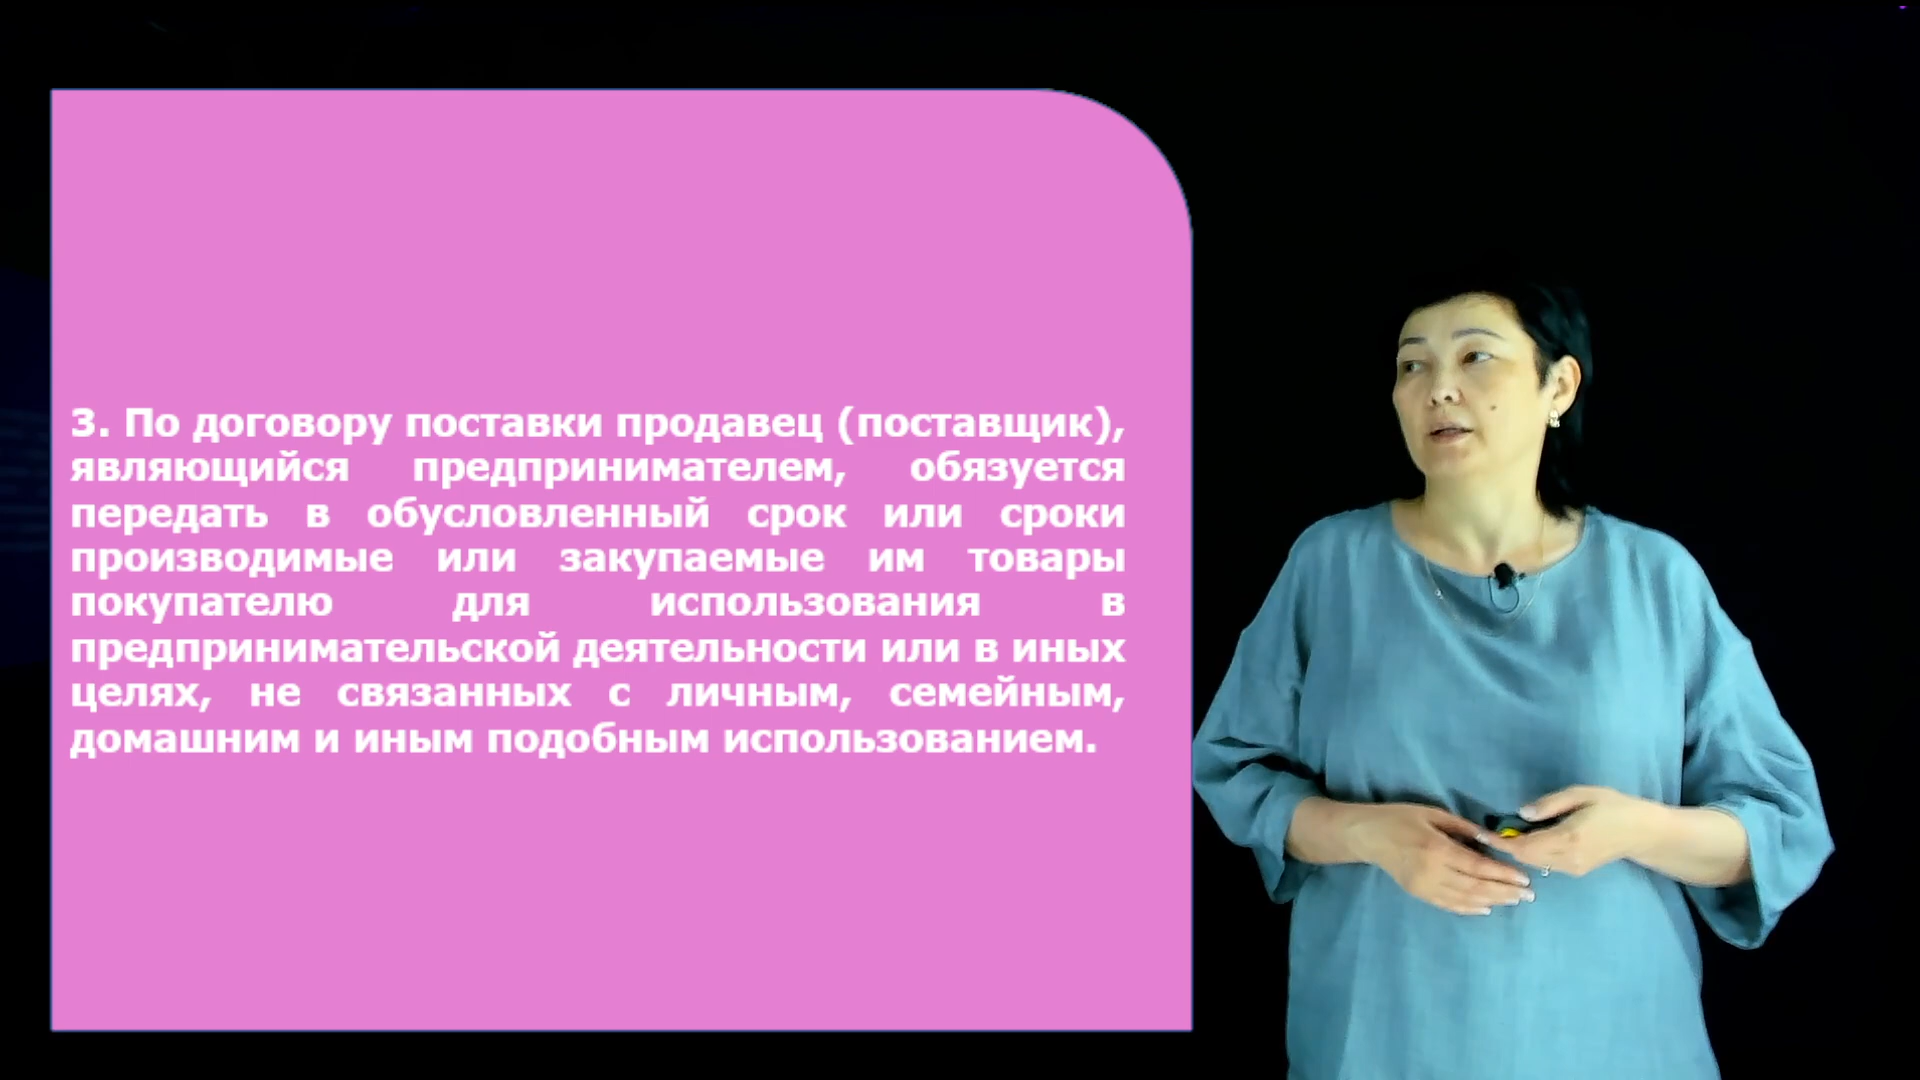 3. По договору поставки продавец (поставщик),
являющийся предпринимателем, обязуется
передать в обусловленный срок или сроки
производимые или закупаемые им товары
покупателю для использования в
предпринимательской деятельности или в иных
целях, не связанных с личным, семейным,
домашним и иным подобным использованием.